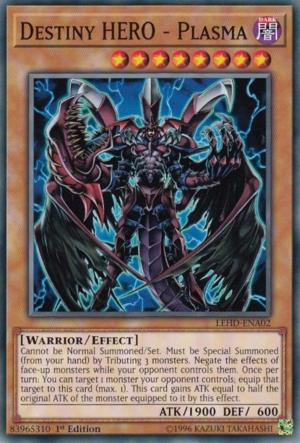 DESTINY HERO - PLASMA
DARK
闇
LEHD-ENA02
[WARRIOR/EFFECT]
Cannot be Normal Summoned/Set. Must be Special Summoned
(from your hand) by Tributing 3 monsters. Negate the effects of
face-up monsters while your opponent controls them. Once per
turn: You can target 1 monster your opponent controls; equip that
target to this card (max. 1). This card gains ATK equal to half the
original ATK of the monster equipped to it by this effect.
ATK/1900 DEF/ 600
83965310 1st Edition ©1996 KAZUKI TAKAHASHI